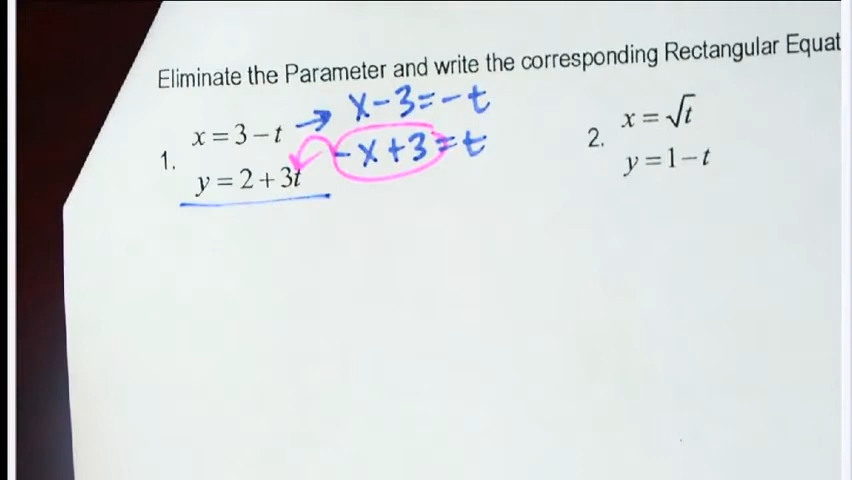 Eliminate the Parameter and write the corresponding Rectangular Equat
1. x = 3 − t → x − 3 = − t
y = 2 + 3t − x + 3 = t
2. x = √t
y = 1 − t